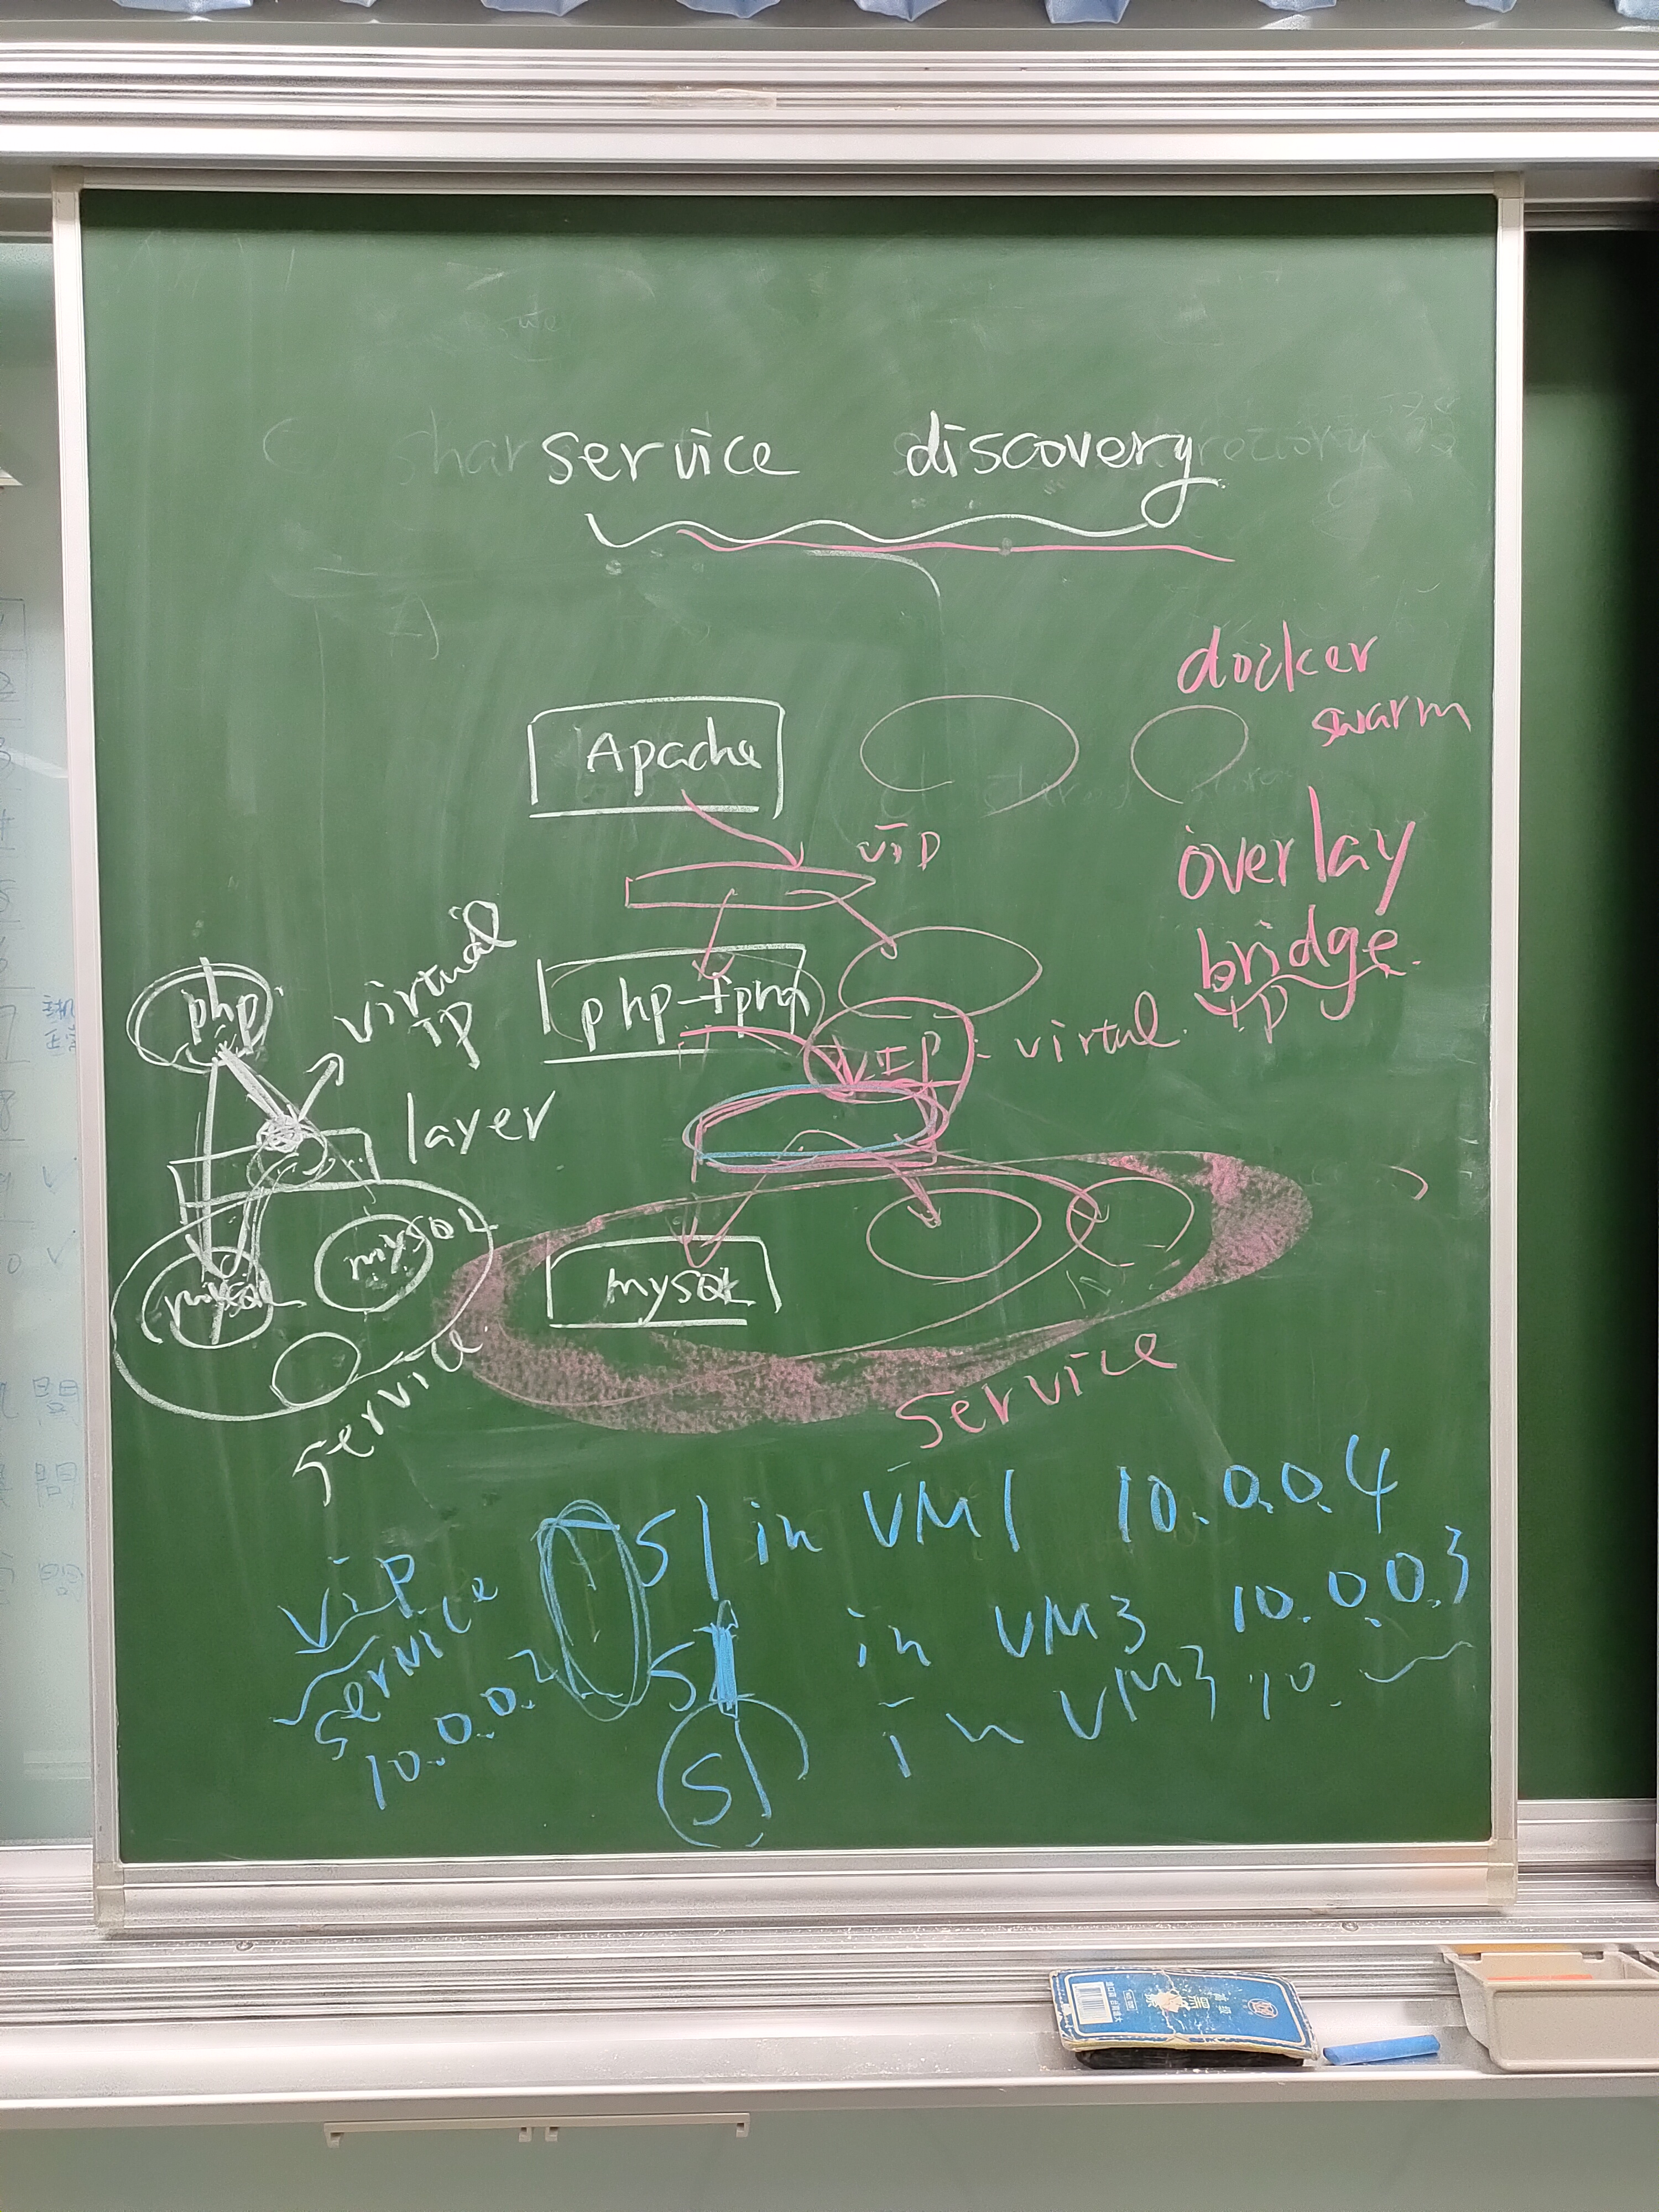 service discovery
docker
swarm
Apache
vip
overlay
bridge
php-fpm
VIP - virtual IP
php
virtual
IP
layer
mysql
mysql
mysql
service
service
VIP
service
10.0.0.2
S1 in VM1 10.0.0.4
S1 in VM3 10.0.0.3
S1 in VM3 10.